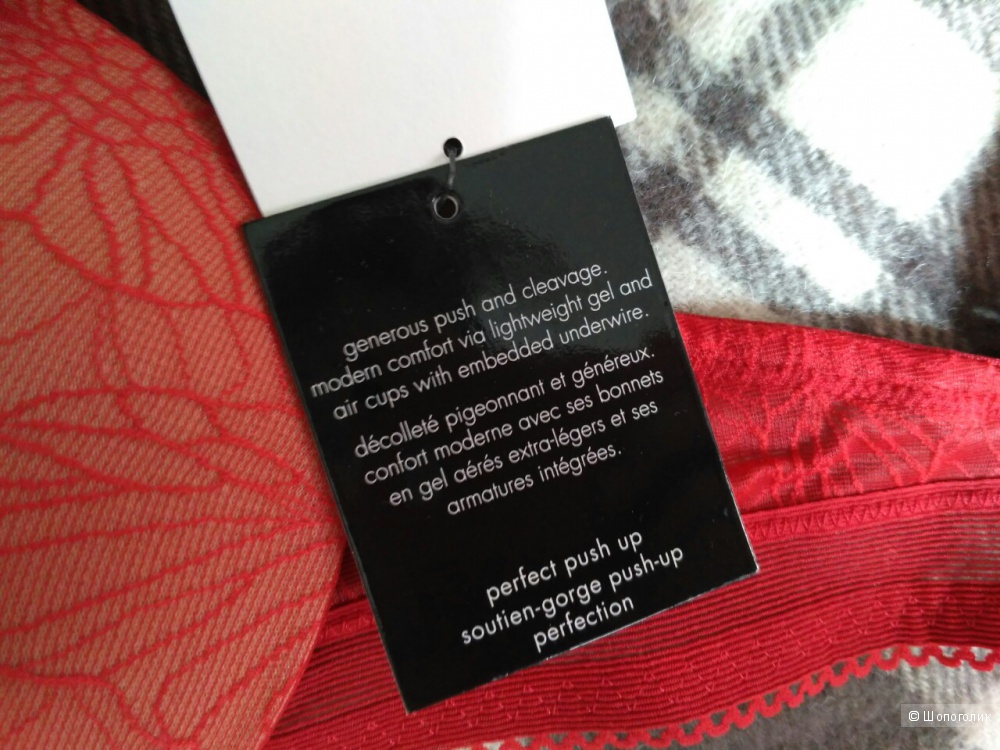 generous push and cleavage.
modern comfort via lightweight gel and
air cups with embedded underwire.
décolleté pigeonnant et généreux.
confort moderne avec ses bonnets
en gel aérés extra-légers et ses
armatures intégrées.
perfect push up
soutien-gorge push-up
perfection
© Шопоголик